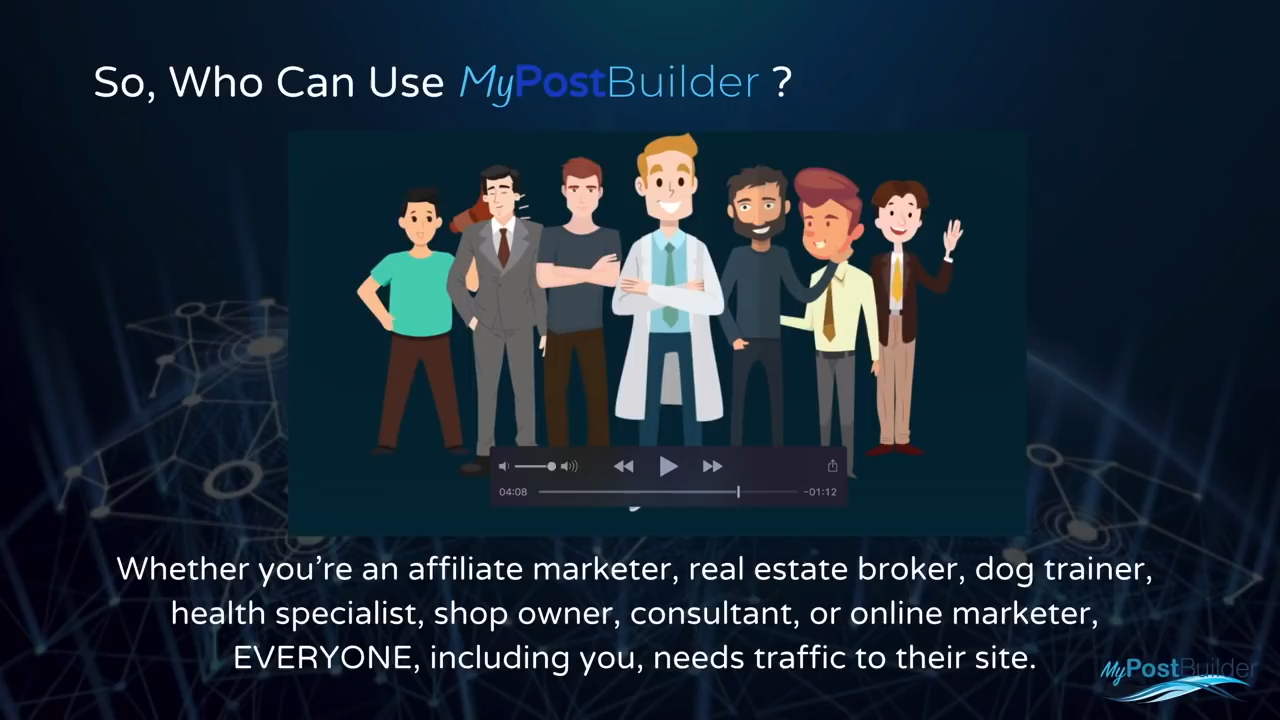 So, Who Can Use MyPostBuilder ?
04:08
-01:12
Whether you're an affiliate marketer, real estate broker, dog trainer,
health specialist, shop owner, consultant, or online marketer,
EVERYONE, including you, needs traffic to their site.
MyPostBuilder